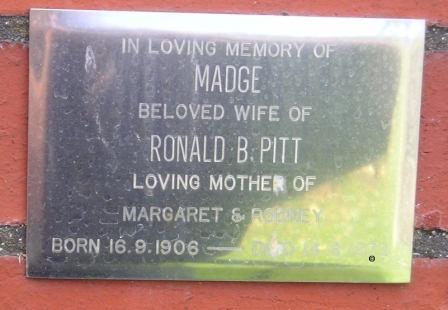 IN LOVING MEMORY OF
MADGE
BELOVED WIFE OF
RONALD B. PITT
LOVING MOTHER OF
MARGARET & RODNEY
BORN 16.9.1906 — DIED